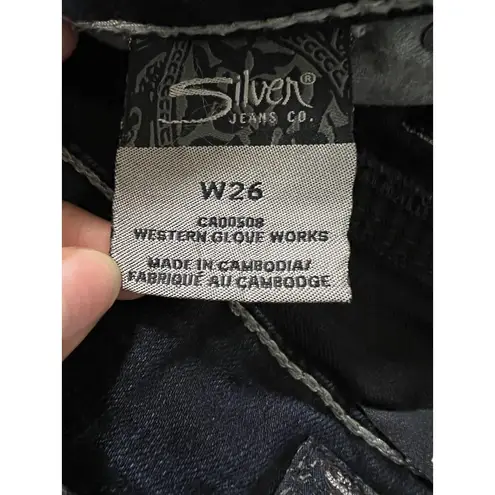 Silver®
JEANS CO.
W26
CA00508
WESTERN GLOVE WORKS
MADE IN CAMBODIA/
FABRIQUÉ AU CAMBODGE